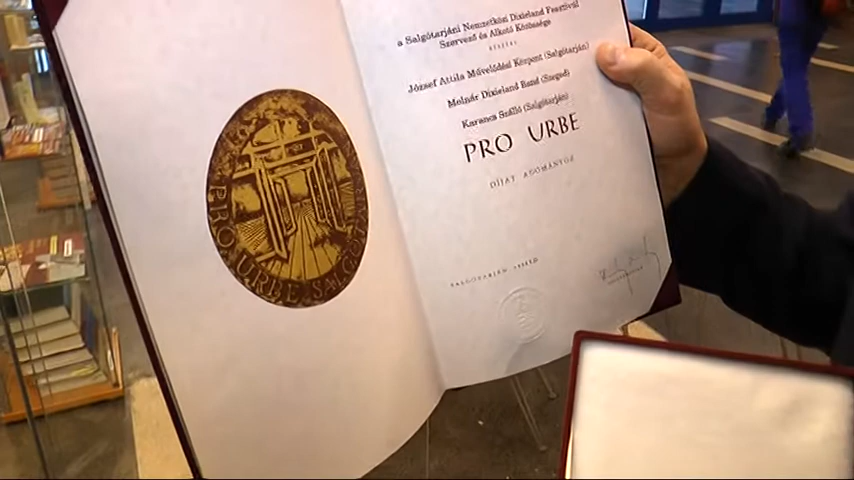 a Salgótarjáni Nemzetközi Dixieland Fesztivál
Szervező és Alkotó Közössége
RÉSZÉRE
József Attila Művelődési Központ (Salgótarján)
Molnár Dixieland Band (Szeged)
Karancs Szálló (Salgótarján)
PRO URBE
DÍJAT ADOMÁNYOZ
PRO URBE SALGÓTARJÁN